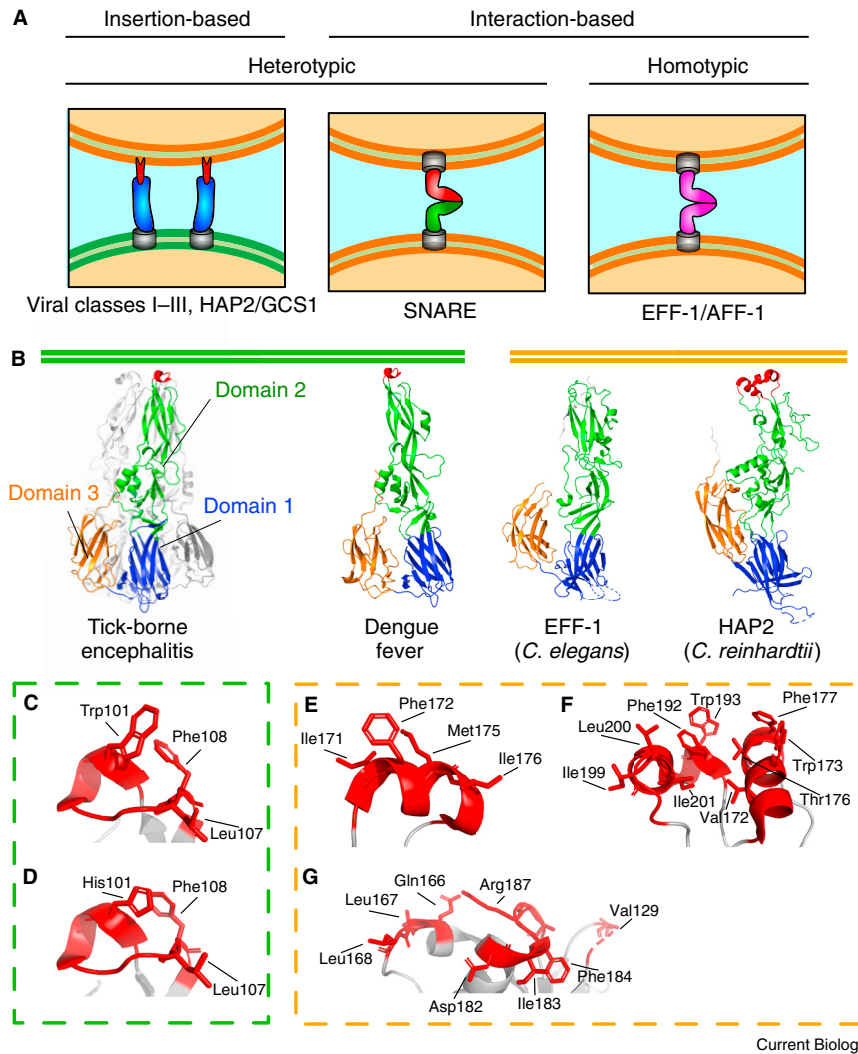 A
Insertion-based
Interaction-based
Heterotypic
Homotypic
Viral classes I–III, HAP2/GCS1
SNARE
EFF-1/AFF-1
B
Domain 2
Domain 3
Domain 1
Tick-borne
encephalitis
Dengue
fever
EFF-1
(C. elegans)
HAP2
(C. reinhardtii)
C
Trp101
Phe108
Leu107
D
His101
Phe108
Leu107
E
Phe172
Ile171
Met175
Ile176
F
Phe192
Trp193
Phe177
Leu200
Ile199
Ile201
Val172
Trp173
Thr176
G
Gln166
Arg187
Leu167
Val129
Leu168
Phe184
Asp182
Ile183
Current Biolog